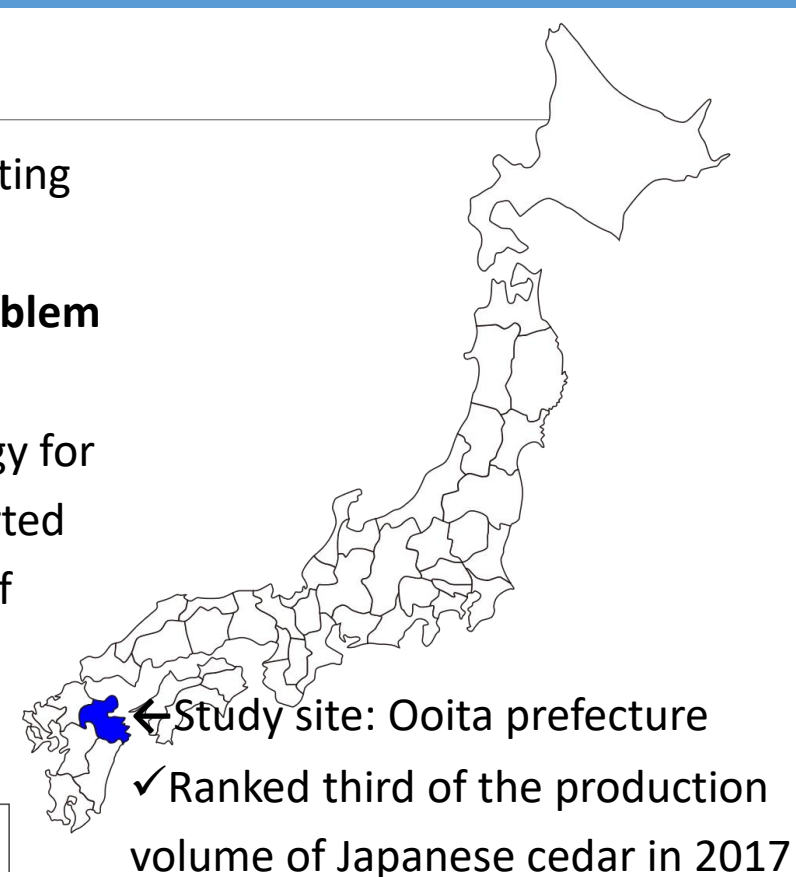 ting
blem
gy for
rted
f
←Study site: Ooita prefecture
✓Ranked third of the production
volume of Japanese cedar in 2017